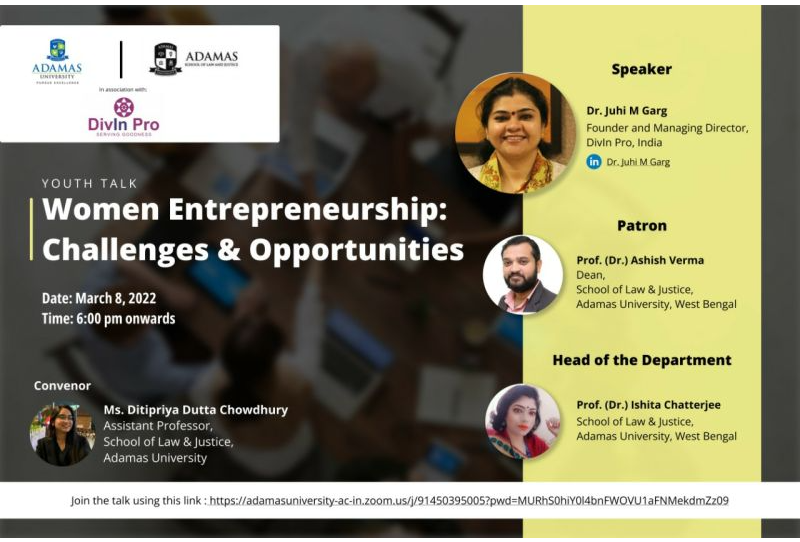 ADAMAS
UNIVERSITY
PURSUE EXCELLENCE
ADAMAS
SCHOOL OF LAW AND JUSTICE
In association with:
DivIn Pro
SERVING GOODNESS
YOUTH TALK
Women Entrepreneurship:
Challenges & Opportunities
Date: March 8, 2022
Time: 6:00 pm onwards
Convenor
Ms. Ditipriya Dutta Chowdhury
Assistant Professor,
School of Law & Justice,
Adamas University
Speaker
Dr. Juhi M Garg
Founder and Managing Director,
DivIn Pro, India
in Dr. Juhi M Garg
Patron
Prof. (Dr.) Ashish Verma
Dean,
School of Law & Justice,
Adamas University, West Bengal
Head of the Department
Prof. (Dr.) Ishita Chatterjee
School of Law & Justice,
Adamas University, West Bengal
Join the talk using this link : https://adamasuniversity-ac-in.zoom.us/j/91450395005?pwd=MURhS0hiY0l4bnFWOVU1aFNMekdmZz09